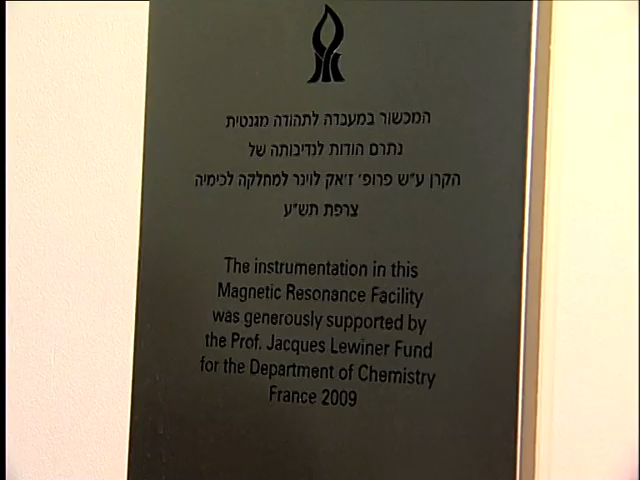 המכשור במעבדה לתהודה מגנטית
נתרם הודות לנדיבותה של
הקרן ע"ש פרופ' ז'אק לוינר למחלקה לכימיה
צרפת תש"ע
The instrumentation in this
Magnetic Resonance Facility
was generously supported by
the Prof. Jacques Lewiner Fund
for the Department of Chemistry
France 2009